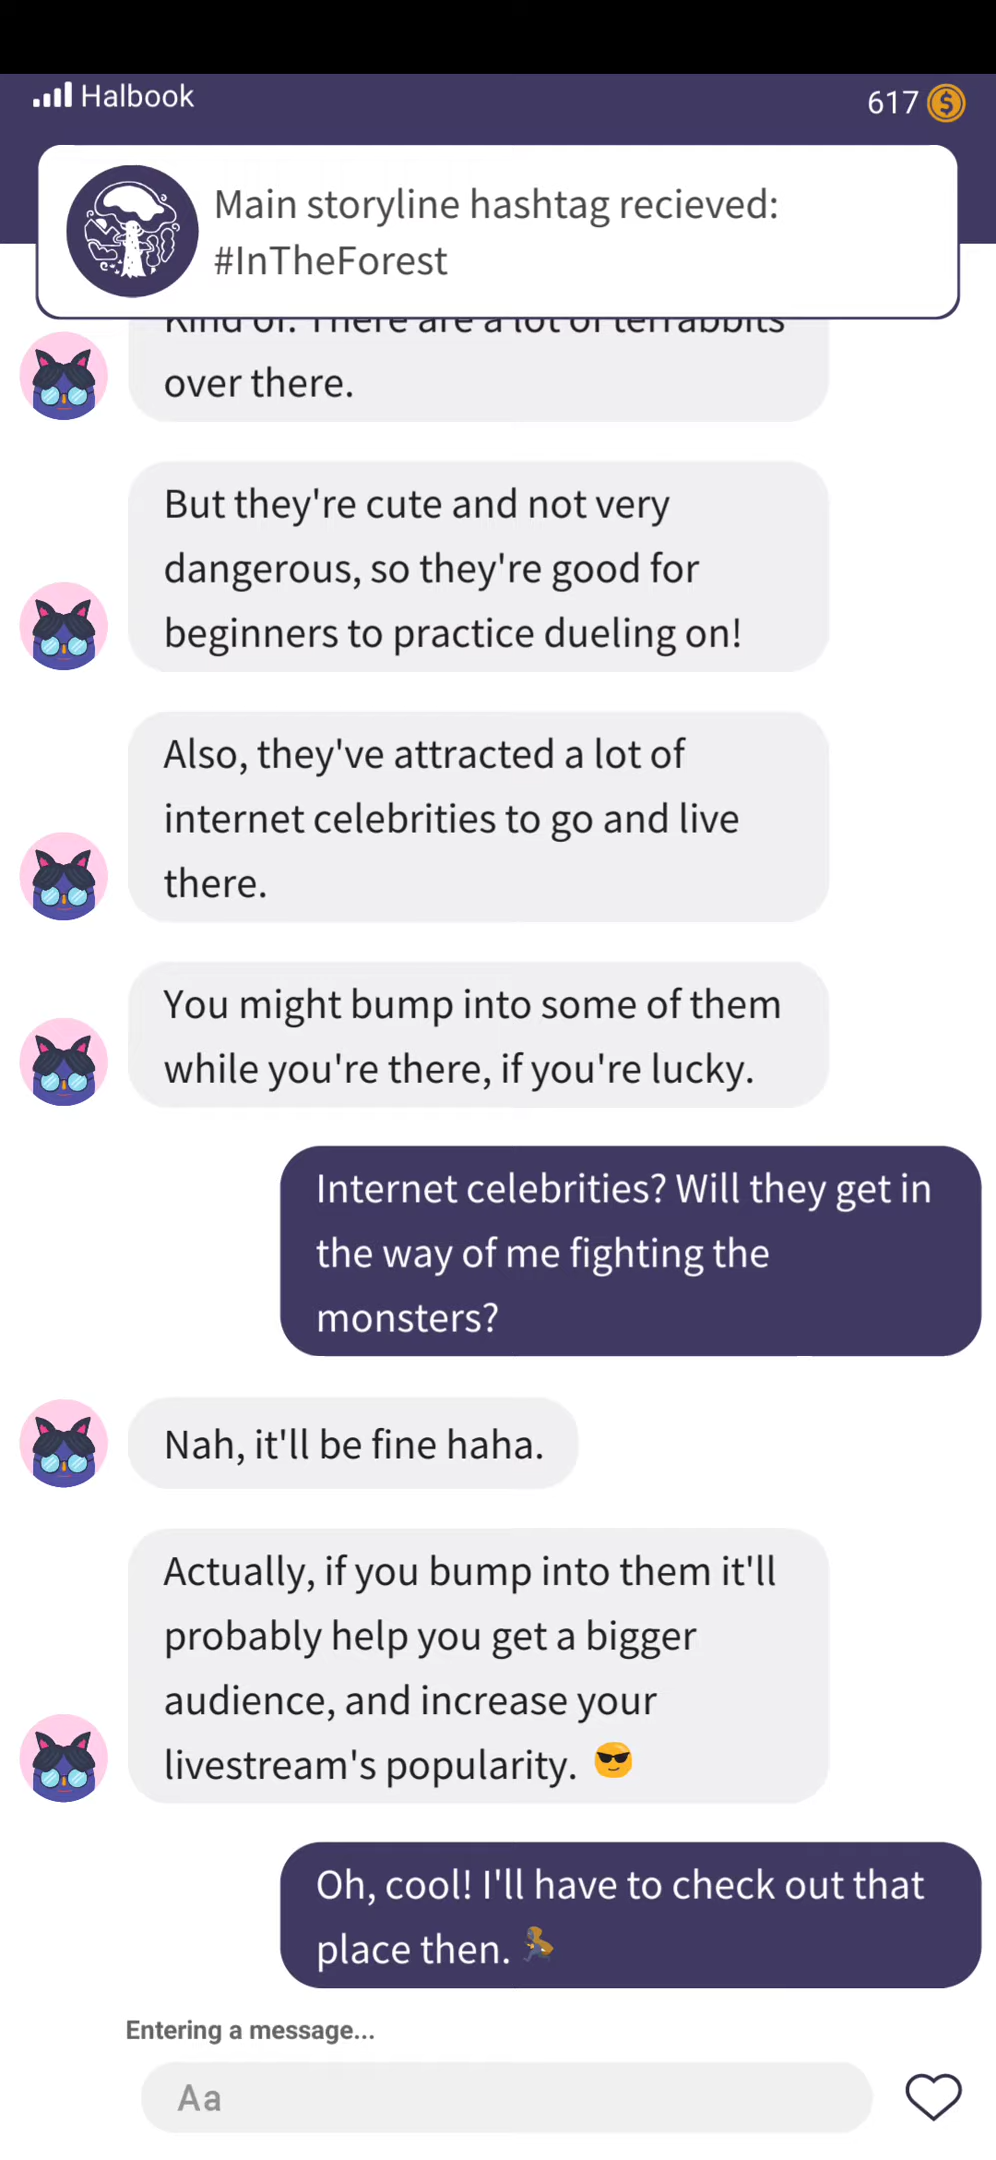 Halbook
617
Main storyline hashtag recieved:
#InTheForest
Kind of. There are a lot of terrabbits
over there.
But they're cute and not very
dangerous, so they're good for
beginners to practice dueling on!
Also, they've attracted a lot of
internet celebrities to go and live
there.
You might bump into some of them
while you're there, if you're lucky.
Internet celebrities? Will they get in
the way of me fighting the
monsters?
Nah, it'll be fine haha.
Actually, if you bump into them it'll
probably help you get a bigger
audience, and increase your
livestream's popularity. 😎
Oh, cool! I'll have to check out that
place then.
Entering a message...
Aa